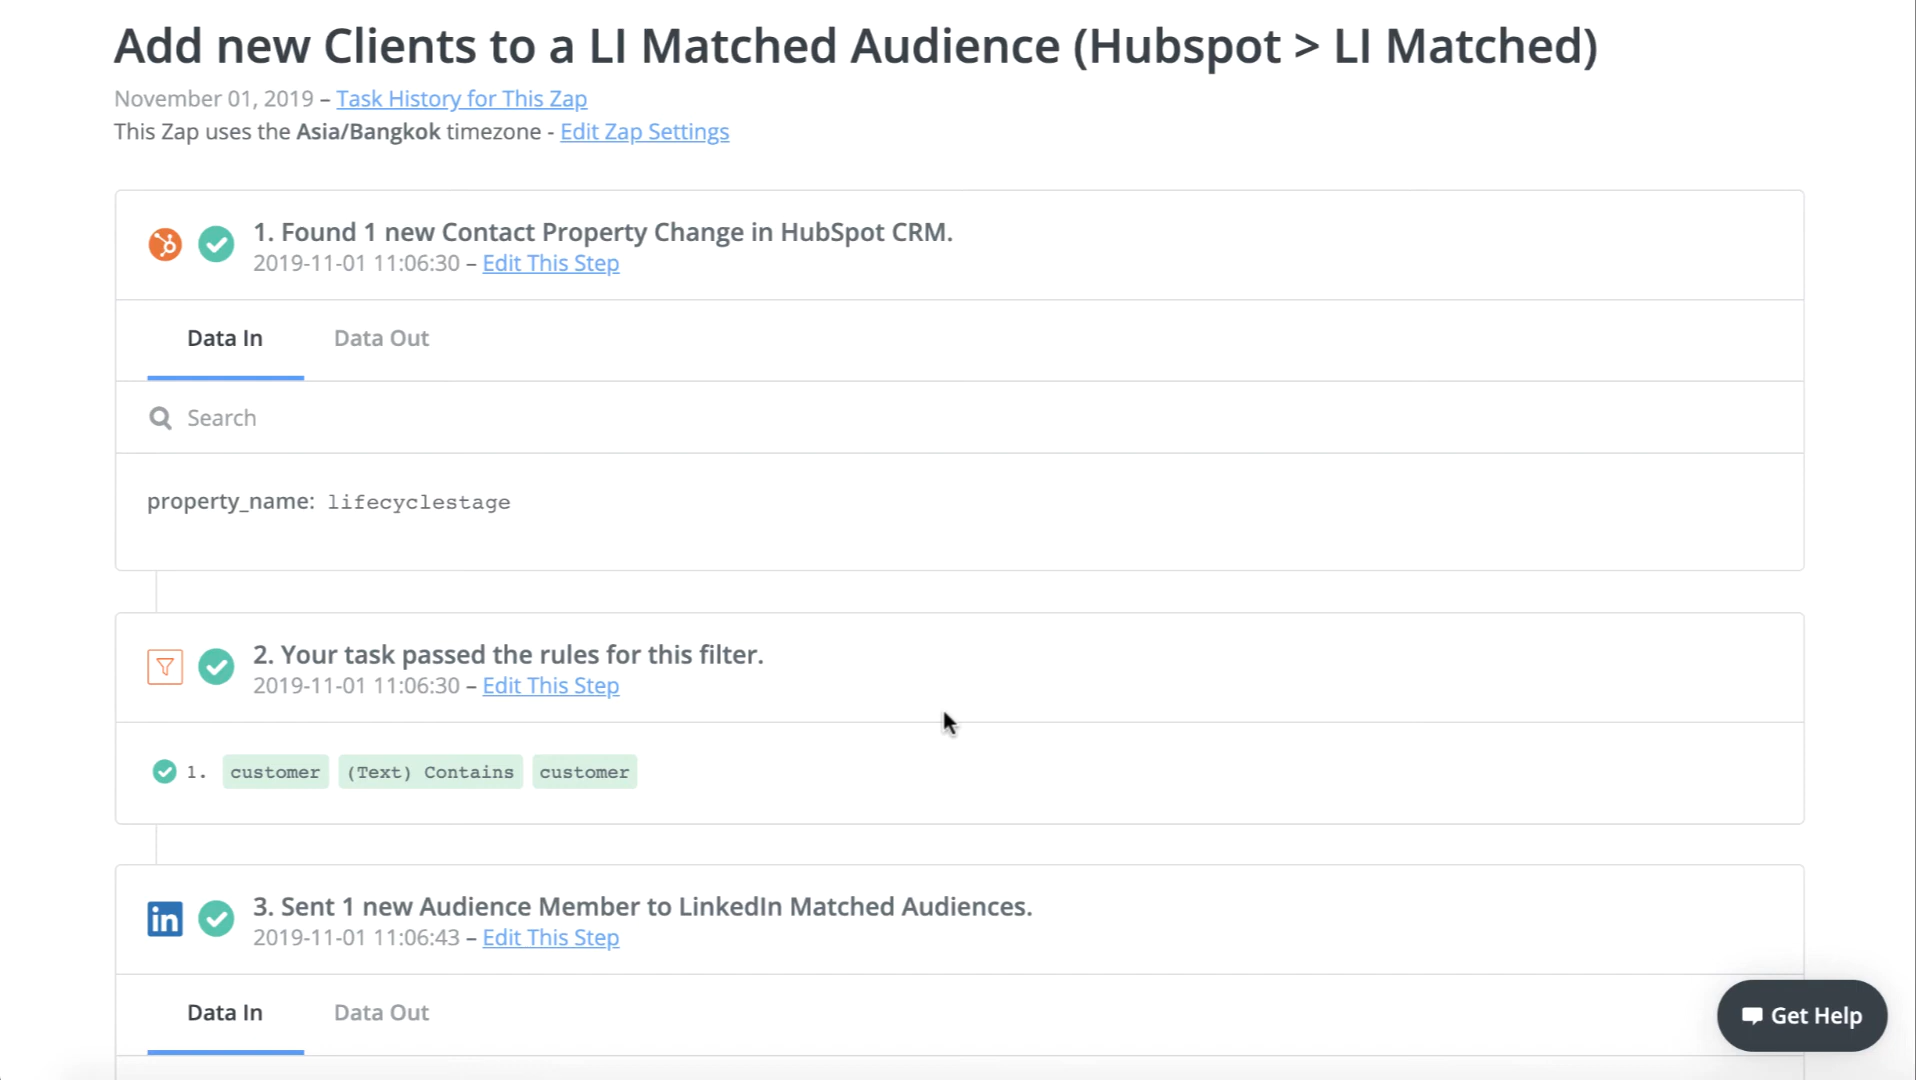 Add new Clients to a LI Matched Audience (Hubspot > LI Matched)
November 01, 2019 – Task History for This Zap
This Zap uses the Asia/Bangkok timezone - Edit Zap Settings
1. Found 1 new Contact Property Change in HubSpot CRM.
2019-11-01 11:06:30 – Edit This Step
Data In Data Out
Search
property_name: lifecyclestage
2. Your task passed the rules for this filter.
2019-11-01 11:06:30 – Edit This Step
1. customer (Text) Contains customer
in
3. Sent 1 new Audience Member to LinkedIn Matched Audiences.
2019-11-01 11:06:43 – Edit This Step
Data In Data Out
Get Help